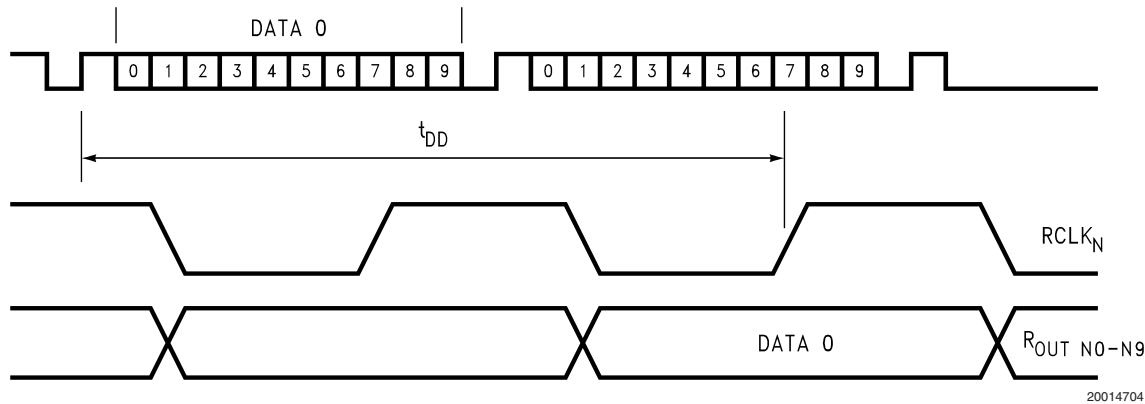 DATA 0
0 1 2 3 4 5 6 7 8 9 0 1 2 3 4 5 6 7 8 9
tDD
RCLKN
DATA 0
ROUT N0-N9
20014704